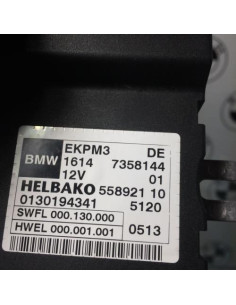 EKPM3 DE
BMW 1614 7358144
12V 01
HELBAKO 558921 10
0130194341 5120
SWFL 000.130.000
HWEL 000.001.001 0513